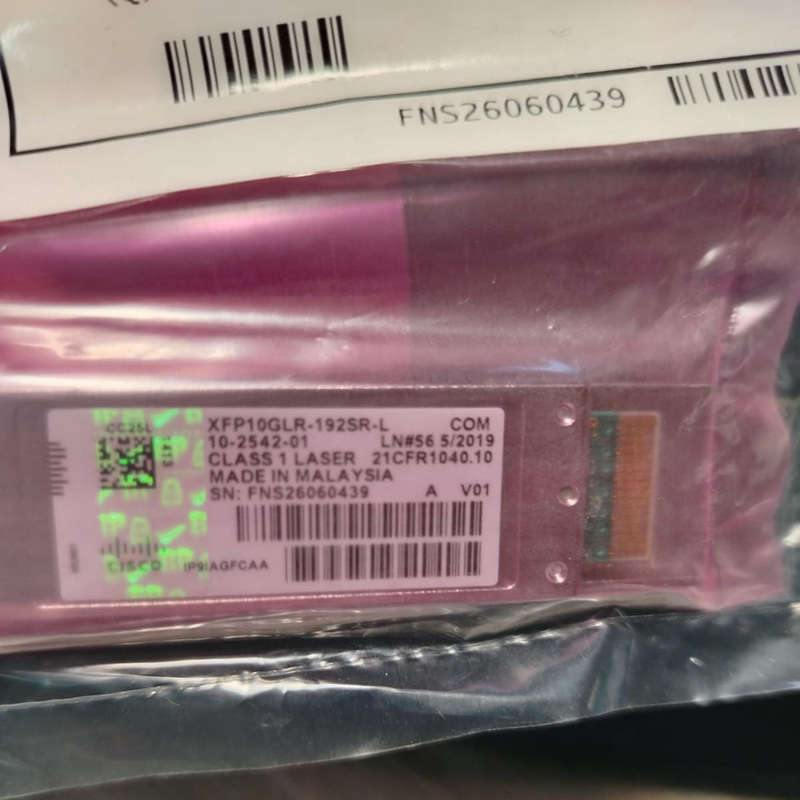 FNS26060439
XFP10GLR-192SR-L COM
10-2542-01 LN#56 5/2019
CLASS 1 LASER 21CFR1040.10
MADE IN MALAYSIA
SN: FNS26060439 A V01
CISCO IP9IAGFCAA